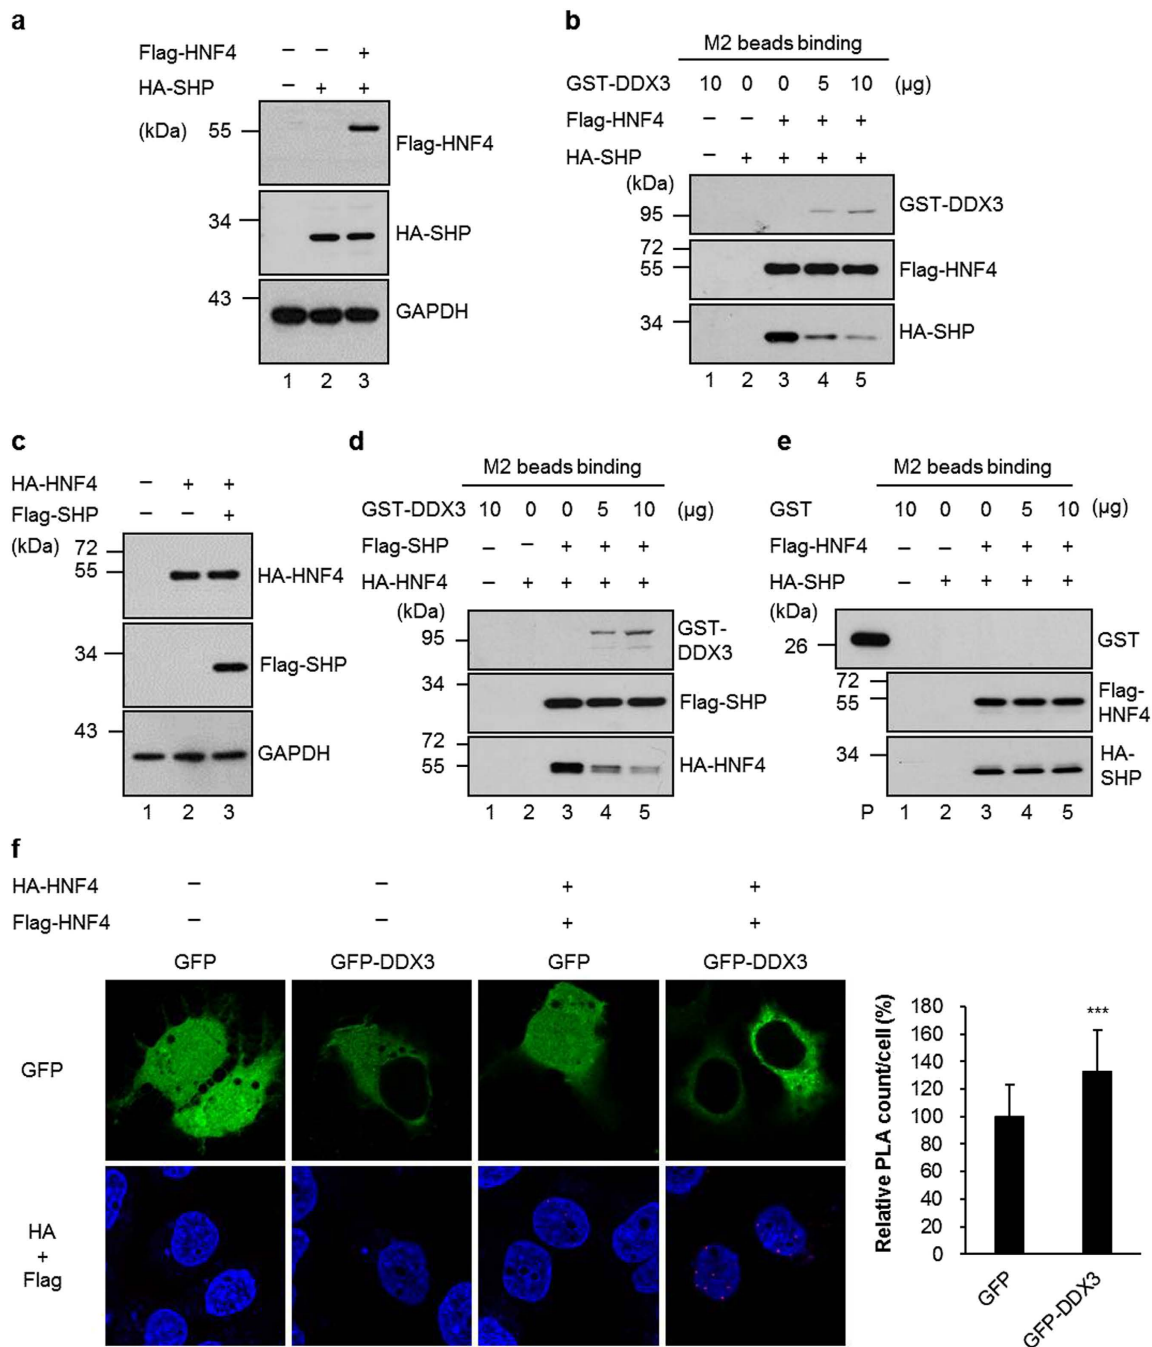 a
Flag-HNF4 – – +
HA-SHP – + +
(kDa)
55
Flag-HNF4
34
HA-SHP
43
GAPDH
1 2 3
b
M2 beads binding
GST-DDX3 10 0 0 5 10 (μg)
Flag-HNF4 – – + + +
HA-SHP – + + + +
(kDa)
95
GST-DDX3
72
55
Flag-HNF4
34
HA-SHP
1 2 3 4 5
c
HA-HNF4 – + +
Flag-SHP – – +
(kDa)
72
55
HA-HNF4
34
Flag-SHP
43
GAPDH
1 2 3
d
M2 beads binding
GST-DDX3 10 0 0 5 10 (μg)
Flag-SHP – – + + +
HA-HNF4 – + + + +
(kDa)
95
GST-
DDX3
34
Flag-SHP
72
55
HA-HNF4
1 2 3 4 5
e
M2 beads binding
GST 10 0 0 5 10 (μg)
Flag-HNF4 – – + + +
HA-SHP – + + + +
(kDa)
26
GST
72
55
Flag-
HNF4
34
HA-
SHP
P 1 2 3 4 5
f
HA-HNF4 – – + +
Flag-HNF4 – – + +
GFP GFP-DDX3 GFP GFP-DDX3
GFP
HA
+
Flag
Relative PLA count/cell (%)
180
160
140
120
100
80
60
40
20
0
***
GFP
GFP-DDX3